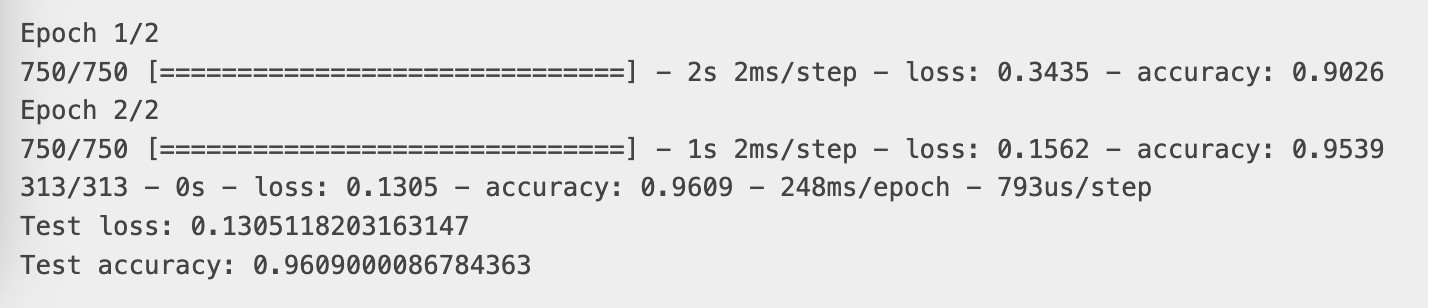 Epoch 1/2
750/750 [==============================] - 2s 2ms/step - loss: 0.3435 - accuracy: 0.9026
Epoch 2/2
750/750 [==============================] - 1s 2ms/step - loss: 0.1562 - accuracy: 0.9539
313/313 - 0s - loss: 0.1305 - accuracy: 0.9609 - 248ms/epoch - 793us/step
Test loss: 0.1305118203163147
Test accuracy: 0.9609000086784363